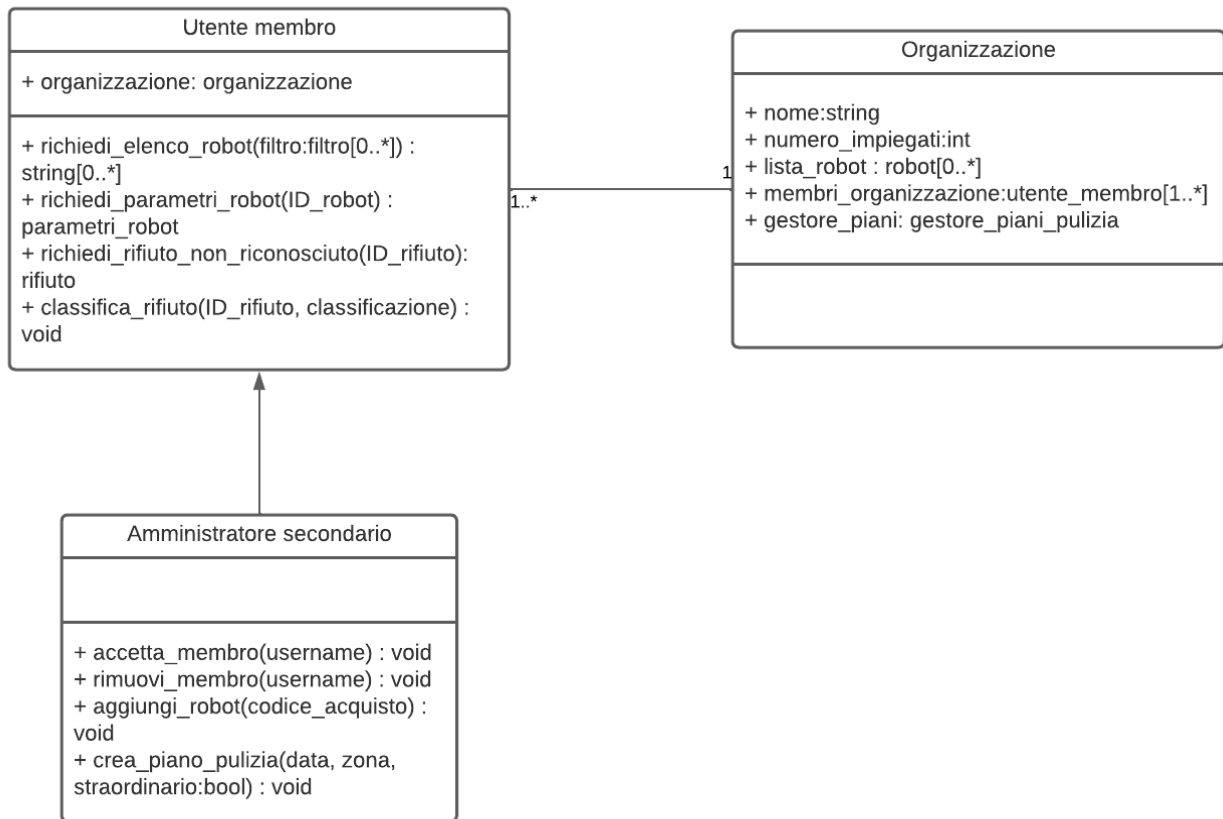 Utente membro
+ organizzazione: organizzazione
+ richiedi_elenco_robot(filtro:filtro[0..*]) :
string[0..*]
+ richiedi_parametri_robot(ID_robot) :
parametri_robot
+ richiedi_rifiuto_non_riconosciuto(ID_rifiuto):
rifiuto
+ classifica_rifiuto(ID_rifiuto, classificazione) :
void
1..*
1
Organizzazione
+ nome:string
+ numero_impiegati:int
+ lista_robot : robot[0..*]
+ membri_organizzazione:utente_membro[1..*]
+ gestore_piani: gestore_piani_pulizia
Amministratore secondario
+ accetta_membro(username) : void
+ rimuovi_membro(username) : void
+ aggiungi_robot(codice_acquisto) :
void
+ crea_piano_pulizia(data, zona,
straordinario:bool) : void